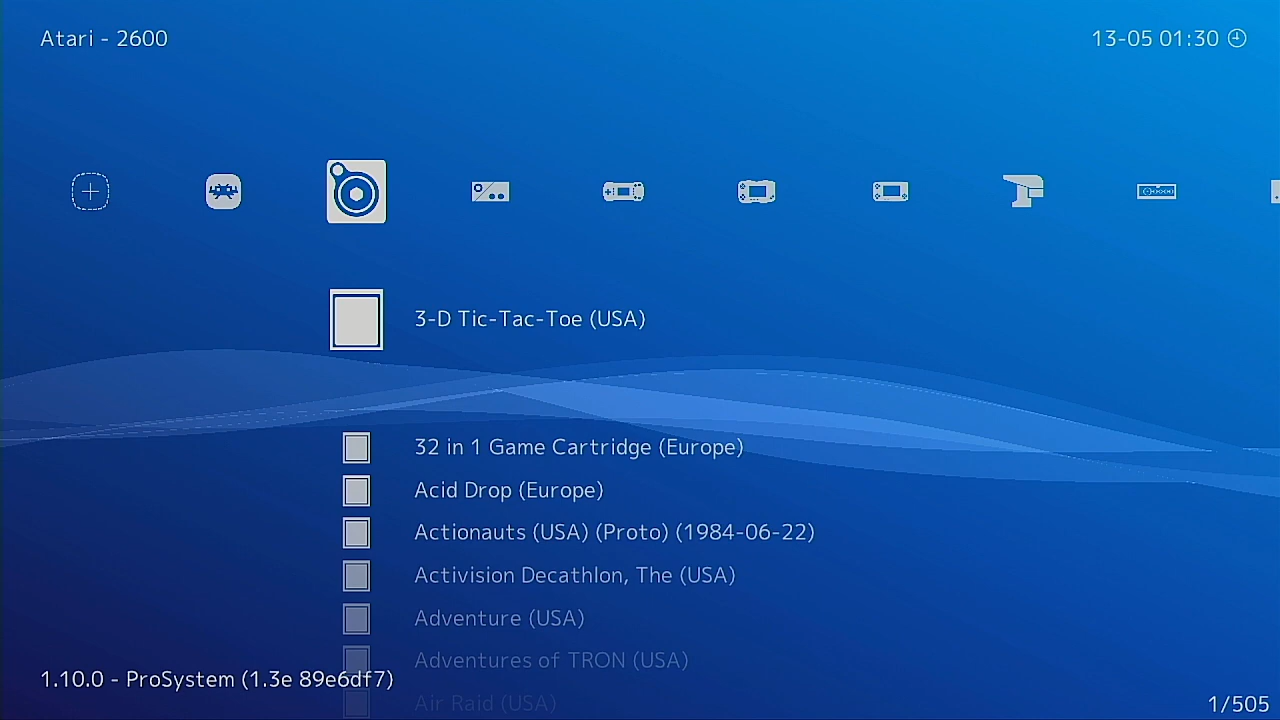 Atari - 2600
13-05 01:30
3-D Tic-Tac-Toe (USA)
32 in 1 Game Cartridge (Europe)
Acid Drop (Europe)
Actionauts (USA) (Proto) (1984-06-22)
Activision Decathlon, The (USA)
Adventure (USA)
Adventures of TRON (USA)
1.10.0 - ProSystem (1.3e 89e6df7)
Air Raid (USA)
1/505